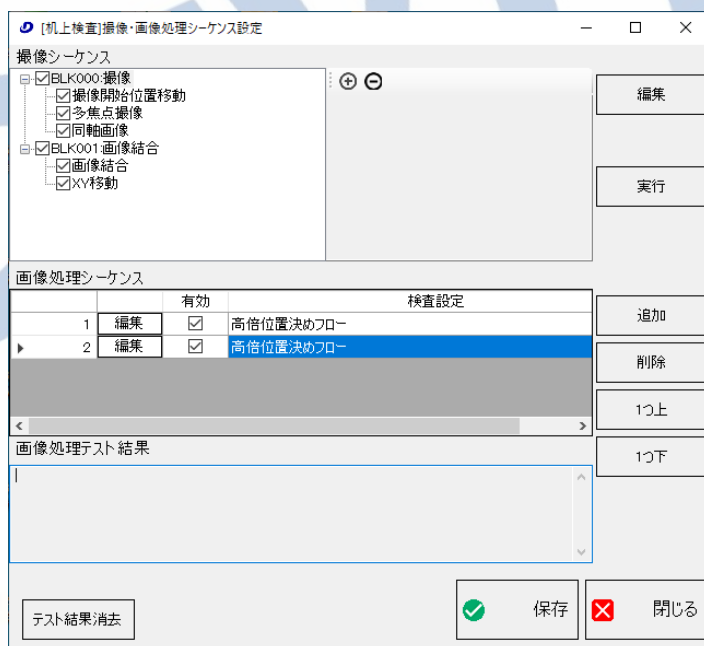 [机上検査]撮像・画像処理シーケンス設定
撮像シーケンス
BLK000:撮像
撮像開始位置移動
多焦点撮像
同軸画像
BLK001:画像結合
画像結合
XY移動
編集
実行
画像処理シーケンス
有効 検査設定
1 編集 高倍位置決めフロー
2 編集 高倍位置決めフロー
追加
削除
1つ上
1つ下
画像処理テスト結果
テスト結果消去
保存
閉じる